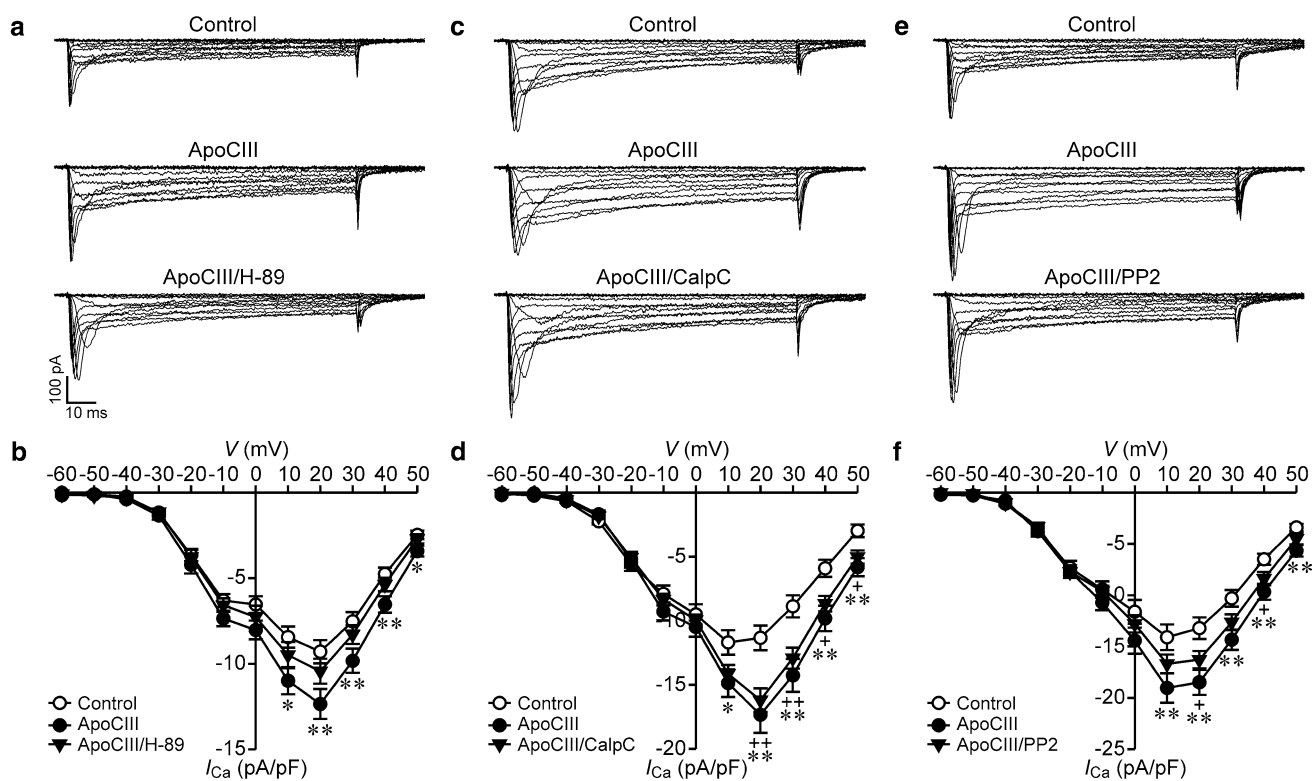 a
Control
ApoCIII
ApoCIII/H-89
100 pA
10 ms
c
Control
ApoCIII
ApoCIII/CalpC
e
Control
ApoCIII
ApoCIII/PP2
b
V (mV)
-60 -50 -40 -30 -20 -10 0 10 20 30 40 50
-5
-10
-15
* ** ** ** *
Control
ApoCIII
ApoCIII/H-89
ICa (pA/pF)
d
V (mV)
-60 -50 -40 -30 -20 -10 0 10 20 30 40 50
-5
-10
-15
-20
* ++ ** ++ ** + ** + **
Control
ApoCIII
ApoCIII/CalpC
ICa (pA/pF)
f
V (mV)
-60 -50 -40 -30 -20 -10 0 10 20 30 40 50
-5
-10
-15
-20
-25
** + ** ** + ** **
Control
ApoCIII
ApoCIII/PP2
ICa (pA/pF)